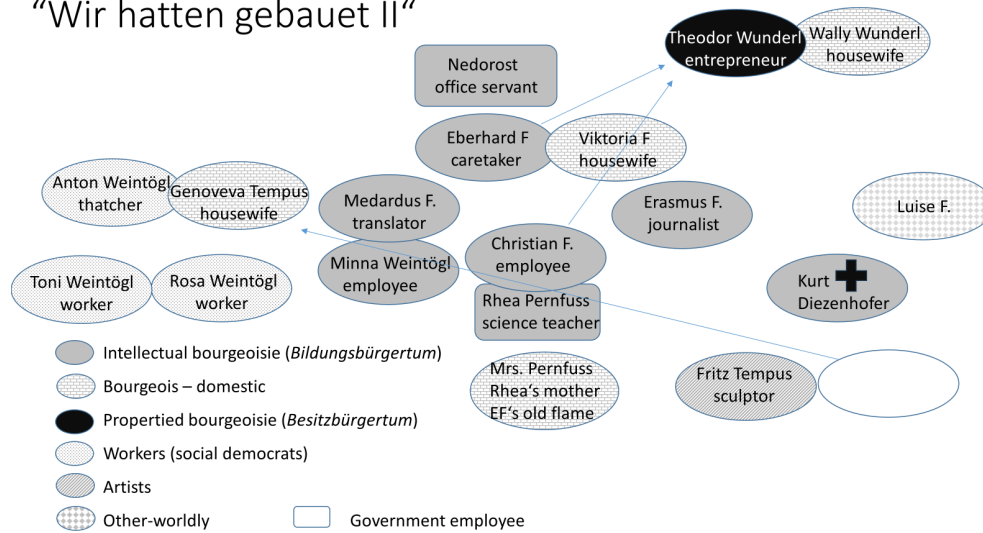 “Wir hatten gebauet II“
Theodor Wunderl
entrepreneur
Wally Wunderl
housewife
Nedorost
office servant
Eberhard F
caretaker
Viktoria F
housewife
Anton Weintögl
thatcher
Genoveva Tempus
housewife
Medardus F.
translator
Erasmus F.
journalist
Luise F.
Christian F.
employee
Minna Weintögl
employee
Toni Weintögl
worker
Rosa Weintögl
worker
Kurt
Diezenhofer
Rhea Pernfuss
science teacher
Mrs. Pernfuss
Rhea‘s mother
EF‘s old flame
Fritz Tempus
sculptor
Intellectual bourgeoisie (Bildungsbürgertum)
Bourgeois – domestic
Propertied bourgeoisie (Besitzbürgertum)
Workers (social democrats)
Artists
Other-worldly
Government employee